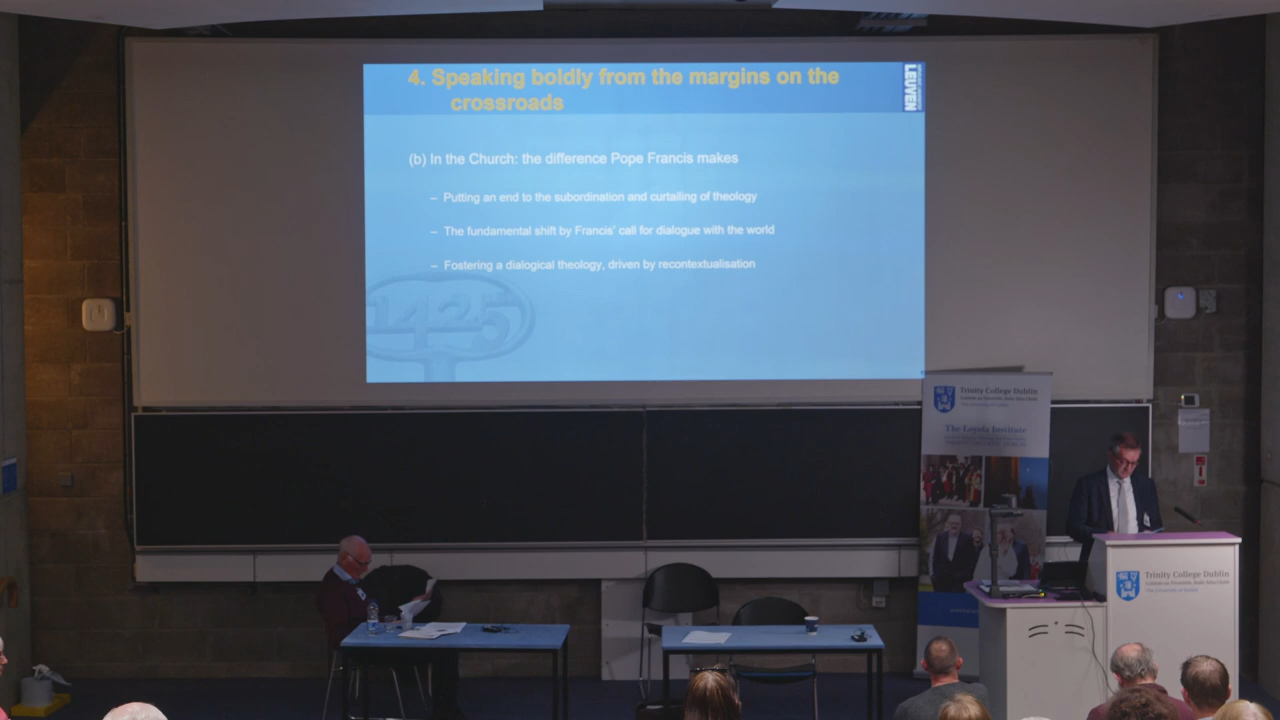 4. Speaking boldly from the margins on the
crossroads
LEUVEN
(b) In the Church: the difference Pope Francis makes
– Putting an end to the subordination and curtailing of theology
– The fundamental shift by Francis' call for dialogue with the world
– Fostering a dialogical theology, driven by recontextualisation
1425
Trinity College Dublin
The Loyola Institute
Trinity College Dublin